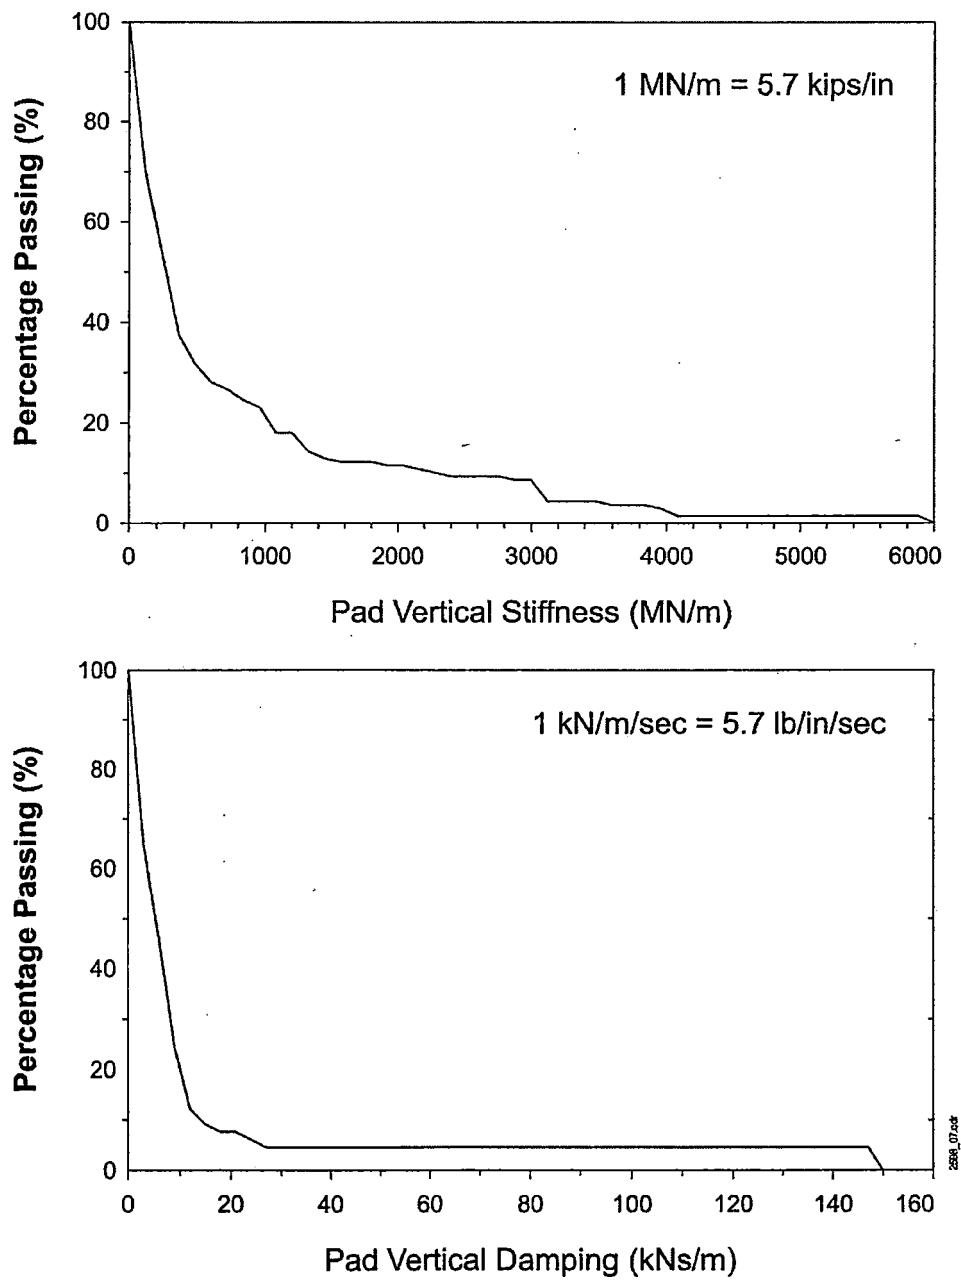 100
80
60
40
20
0
Percentage Passing (%)
1 MN/m = 5.7 kips/in
0 1000 2000 3000 4000 5000 6000
Pad Vertical Stiffness (MN/m)
100
80
60
40
20
0
Percentage Passing (%)
1 kN/m/sec = 5.7 lb/in/sec
0 20 40 60 80 100 120 140 160
Pad Vertical Damping (kNs/m)